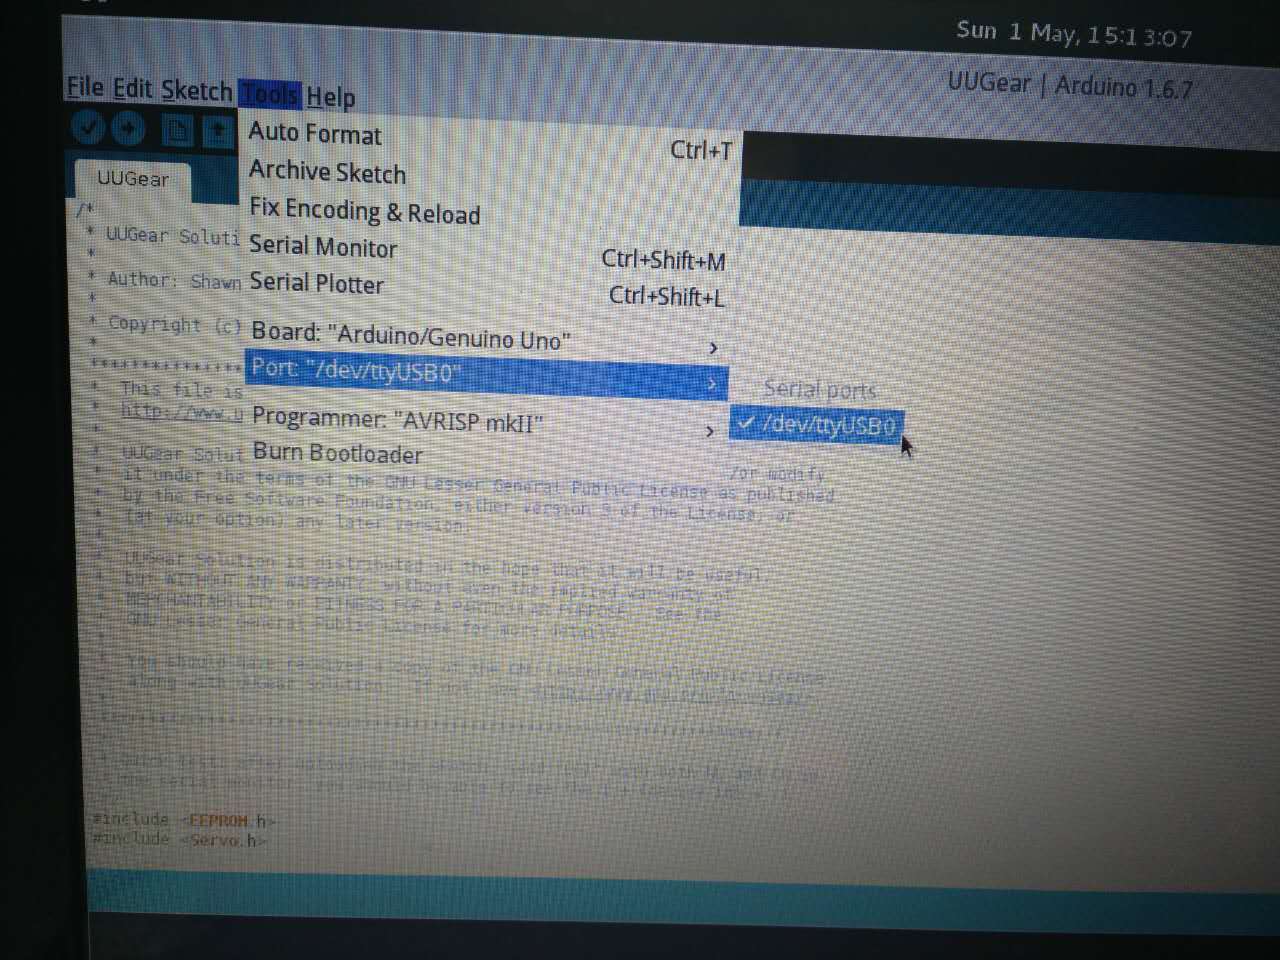 Sun 1 May, 15:13:07
UUGear | Arduino 1.6.7
File Edit Sketch Tools Help
Auto Format Ctrl+T
Archive Sketch
Fix Encoding & Reload
Serial Monitor Ctrl+Shift+M
Serial Plotter Ctrl+Shift+L
Board: "Arduino/Genuino Uno"
Port: "/dev/ttyUSB0"
Programmer: "AVRISP mkII"
Burn Bootloader
Serial ports
✓ /dev/ttyUSB0
UUGear
/*
* UUGear Soluti
*
* Author: Shawn
*
* Copyright (c)
*
***************
* This file is
* http://www.u
*
* UUGear Solut /or modify
* it under the terms of the GNU Lesser General Public License as published
* by the Free Software Foundation, either version 3 of the License, or
* (at your option) any later version.
*
* UUGear Solution is distributed in the hope that it will be useful,
* but WITHOUT ANY WARRANTY; without even the implied warranty of
* MERCHANTABILITY or FITNESS FOR A PARTICULAR PURPOSE. See the
* GNU Lesser General Public License for more details.
*
* You should have received a copy of the GNU Lesser General Public License
* along with UUGear Solution. If not, see
#include <EEPROM.h>
#include <Servo.h>